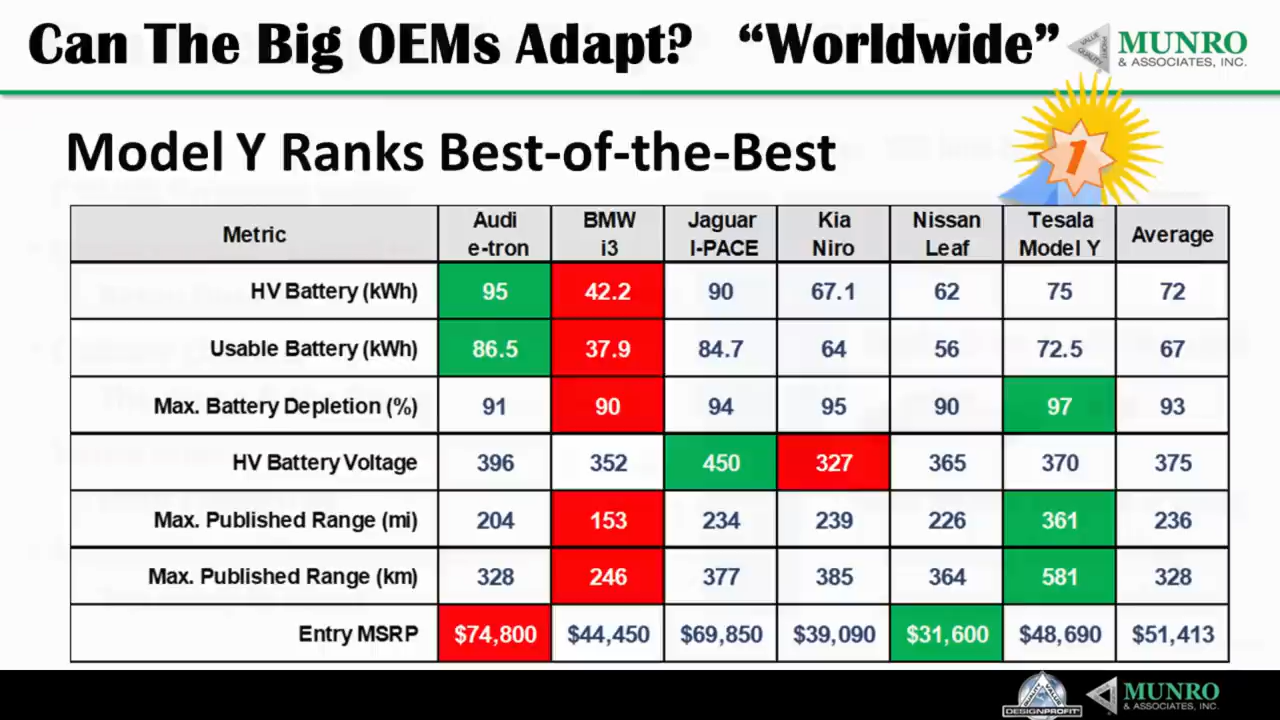 Can The Big OEMs Adapt? “Worldwide”
MUNRO
& ASSOCIATES, INC.
VALUE
QUALITY
Model Y Ranks Best-of-the-Best
1
Metric Audi e-tron BMW i3 Jaguar I-PACE Kia Niro Nissan Leaf Tesala Model Y Average
HV Battery (kWh) 95 42.2 90 67.1 62 75 72
Usable Battery (kWh) 86.5 37.9 84.7 64 56 72.5 67
Max. Battery Depletion (%) 91 90 94 95 90 97 93
HV Battery Voltage 396 352 450 327 365 370 375
Max. Published Range (mi) 204 153 234 239 226 361 236
Max. Published Range (km) 328 246 377 385 364 581 328
Entry MSRP $74,800 $44,450 $69,850 $39,090 $31,600 $48,690 $51,413
DESIGNPROFIT
MUNRO
& ASSOCIATES, INC.